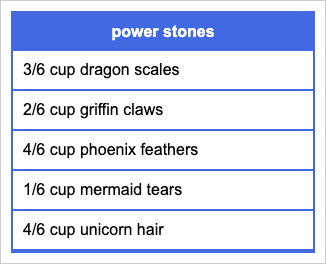 power stones
3/6 cup dragon scales
2/6 cup griffin claws
4/6 cup phoenix feathers
1/6 cup mermaid tears
4/6 cup unicorn hair